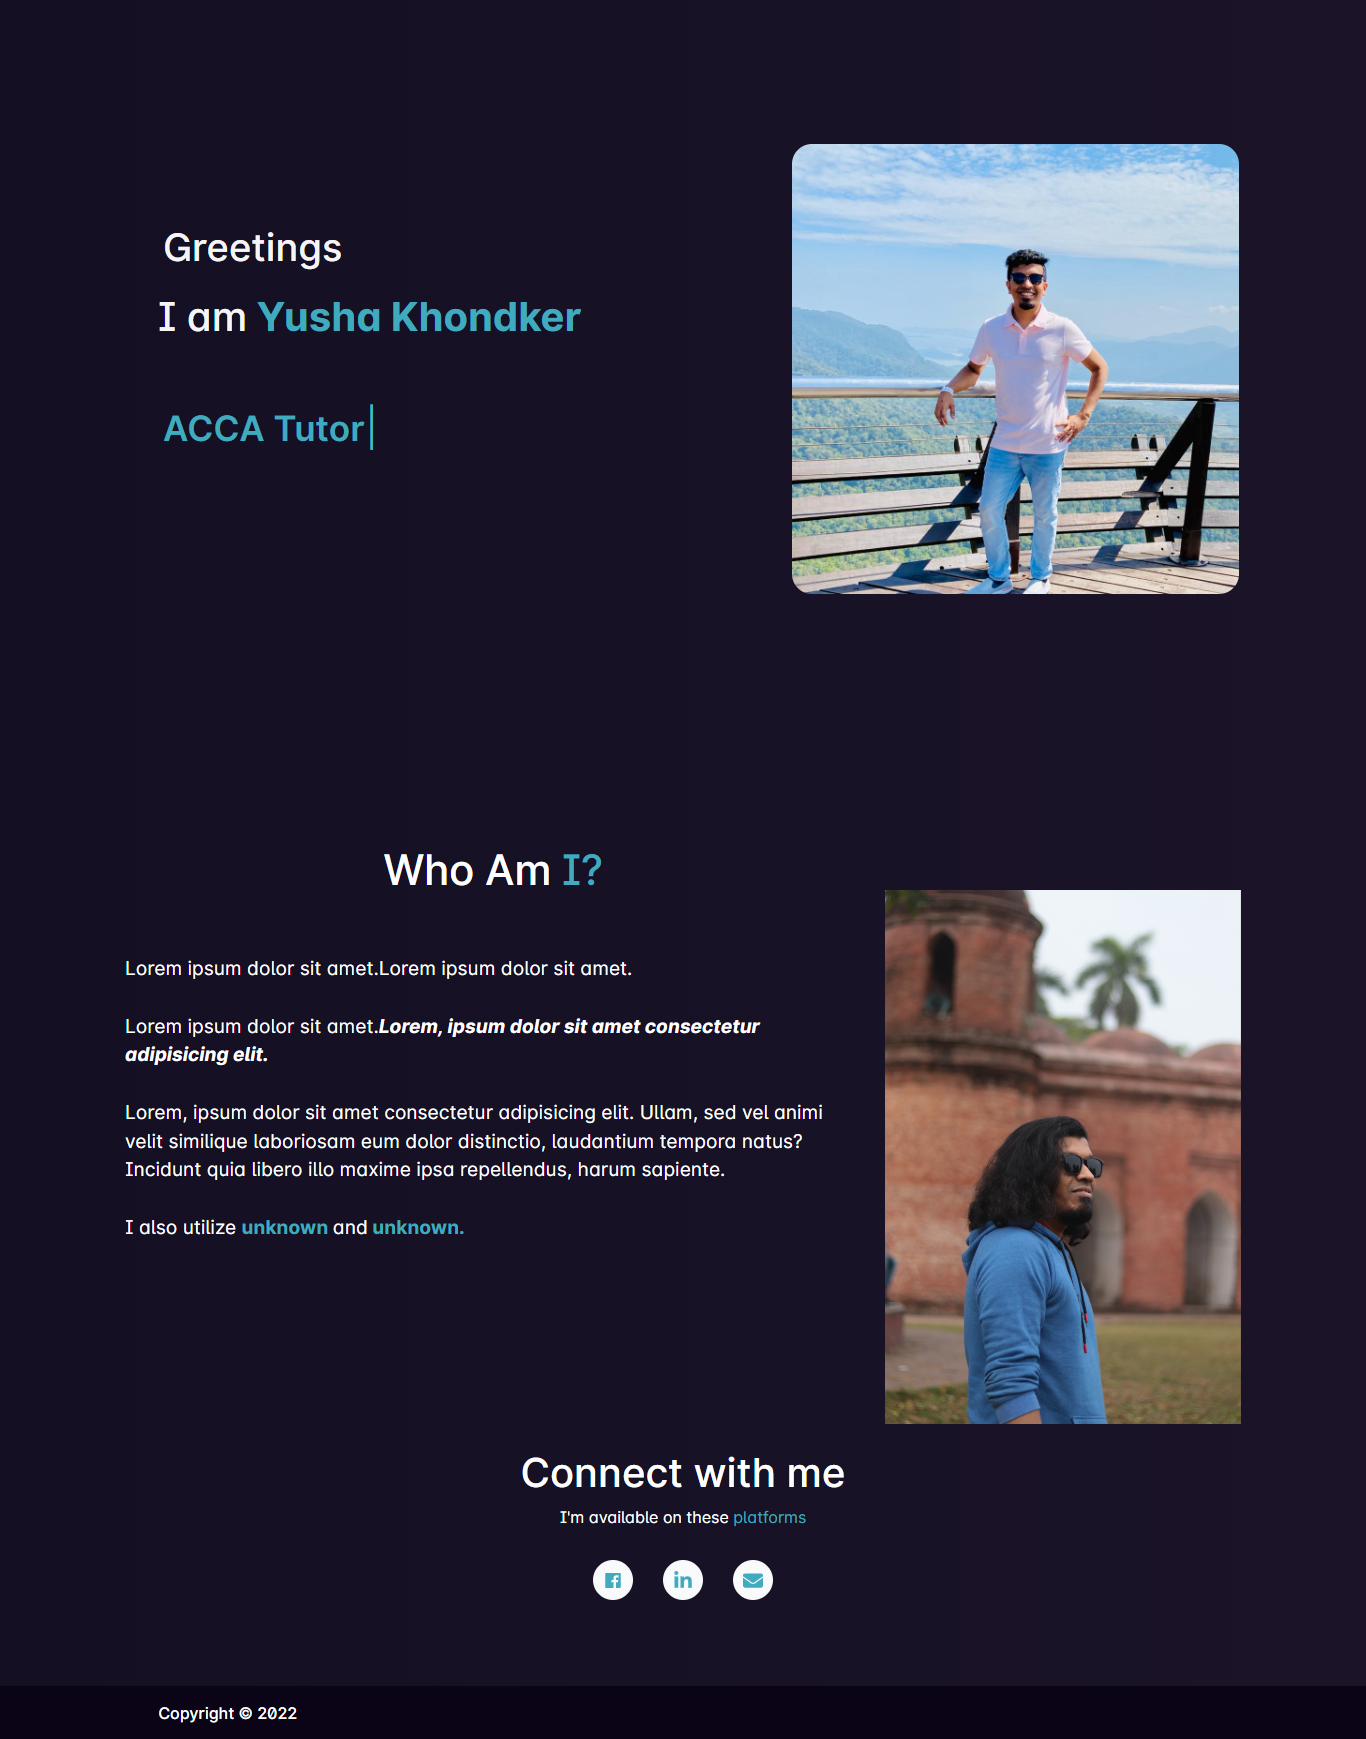 Greetings
I am Yusha Khondker
ACCA Tutor
Who Am I?
Lorem ipsum dolor sit amet.Lorem ipsum dolor sit amet.
Lorem ipsum dolor sit amet.Lorem, ipsum dolor sit amet consectetur
adipisicing elit.
Lorem, ipsum dolor sit amet consectetur adipisicing elit. Ullam, sed vel animi
velit similique laboriosam eum dolor distinctio, laudantium tempora natus?
Incidunt quia libero illo maxime ipsa repellendus, harum sapiente.
I also utilize unknown and unknown.
Connect with me
I'm available on these platforms
Copyright © 2022